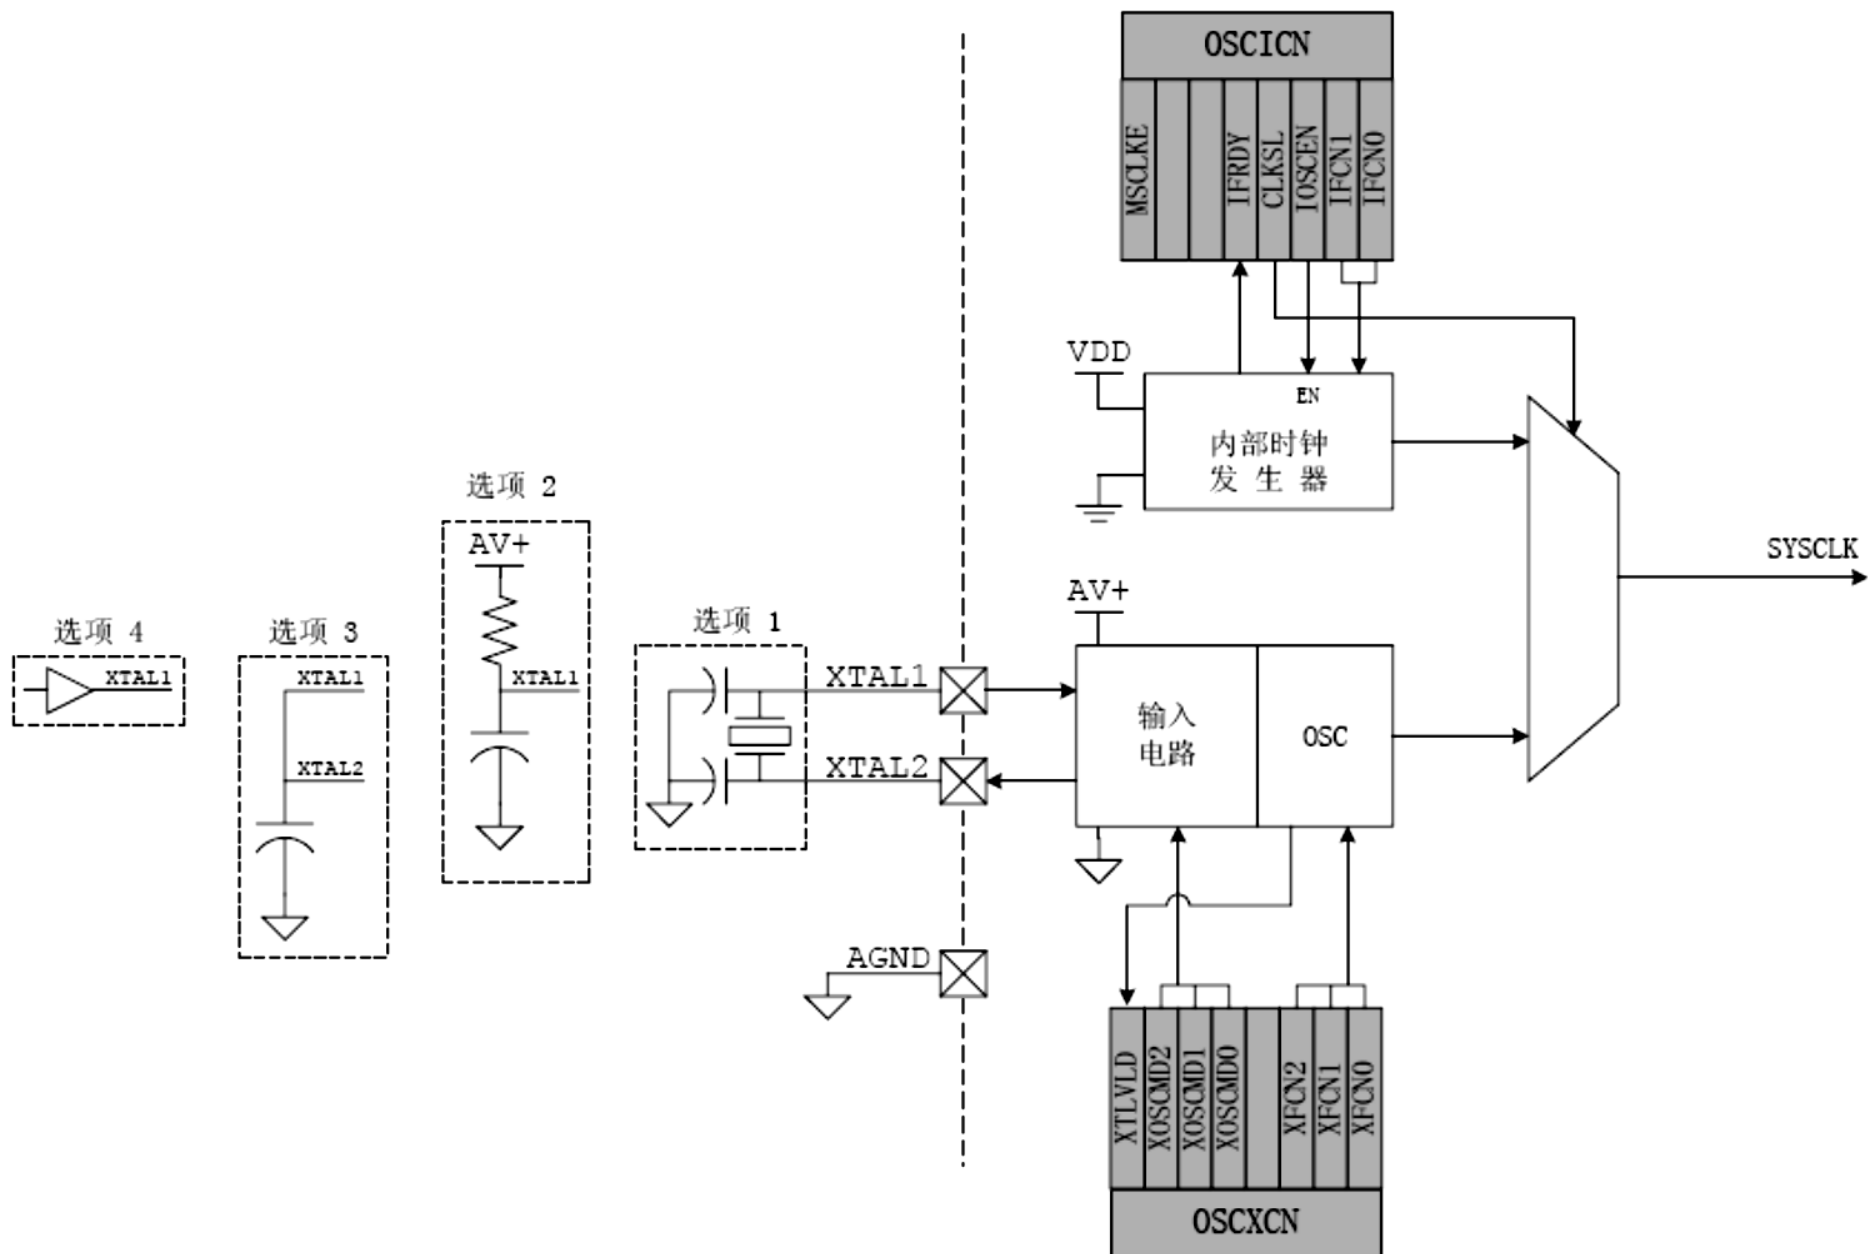 OSCICN
MSCLKE
IFRDY
CLKSL
IOSCEN
IFCN1
IFCN0
VDD
EN
内部时钟
发 生 器
选项 2
AV+
XTAL1
选项 4
XTAL1
选项 3
XTAL1
XTAL2
选项 1
XTAL1
XTAL2
AV+
输入
电路
OSC
SYSCLK
AGND
XTLVLD
XOSCMD2
XOSCMD1
XOSCMD0
XFCN2
XFCN1
XFCN0
OSCXCN